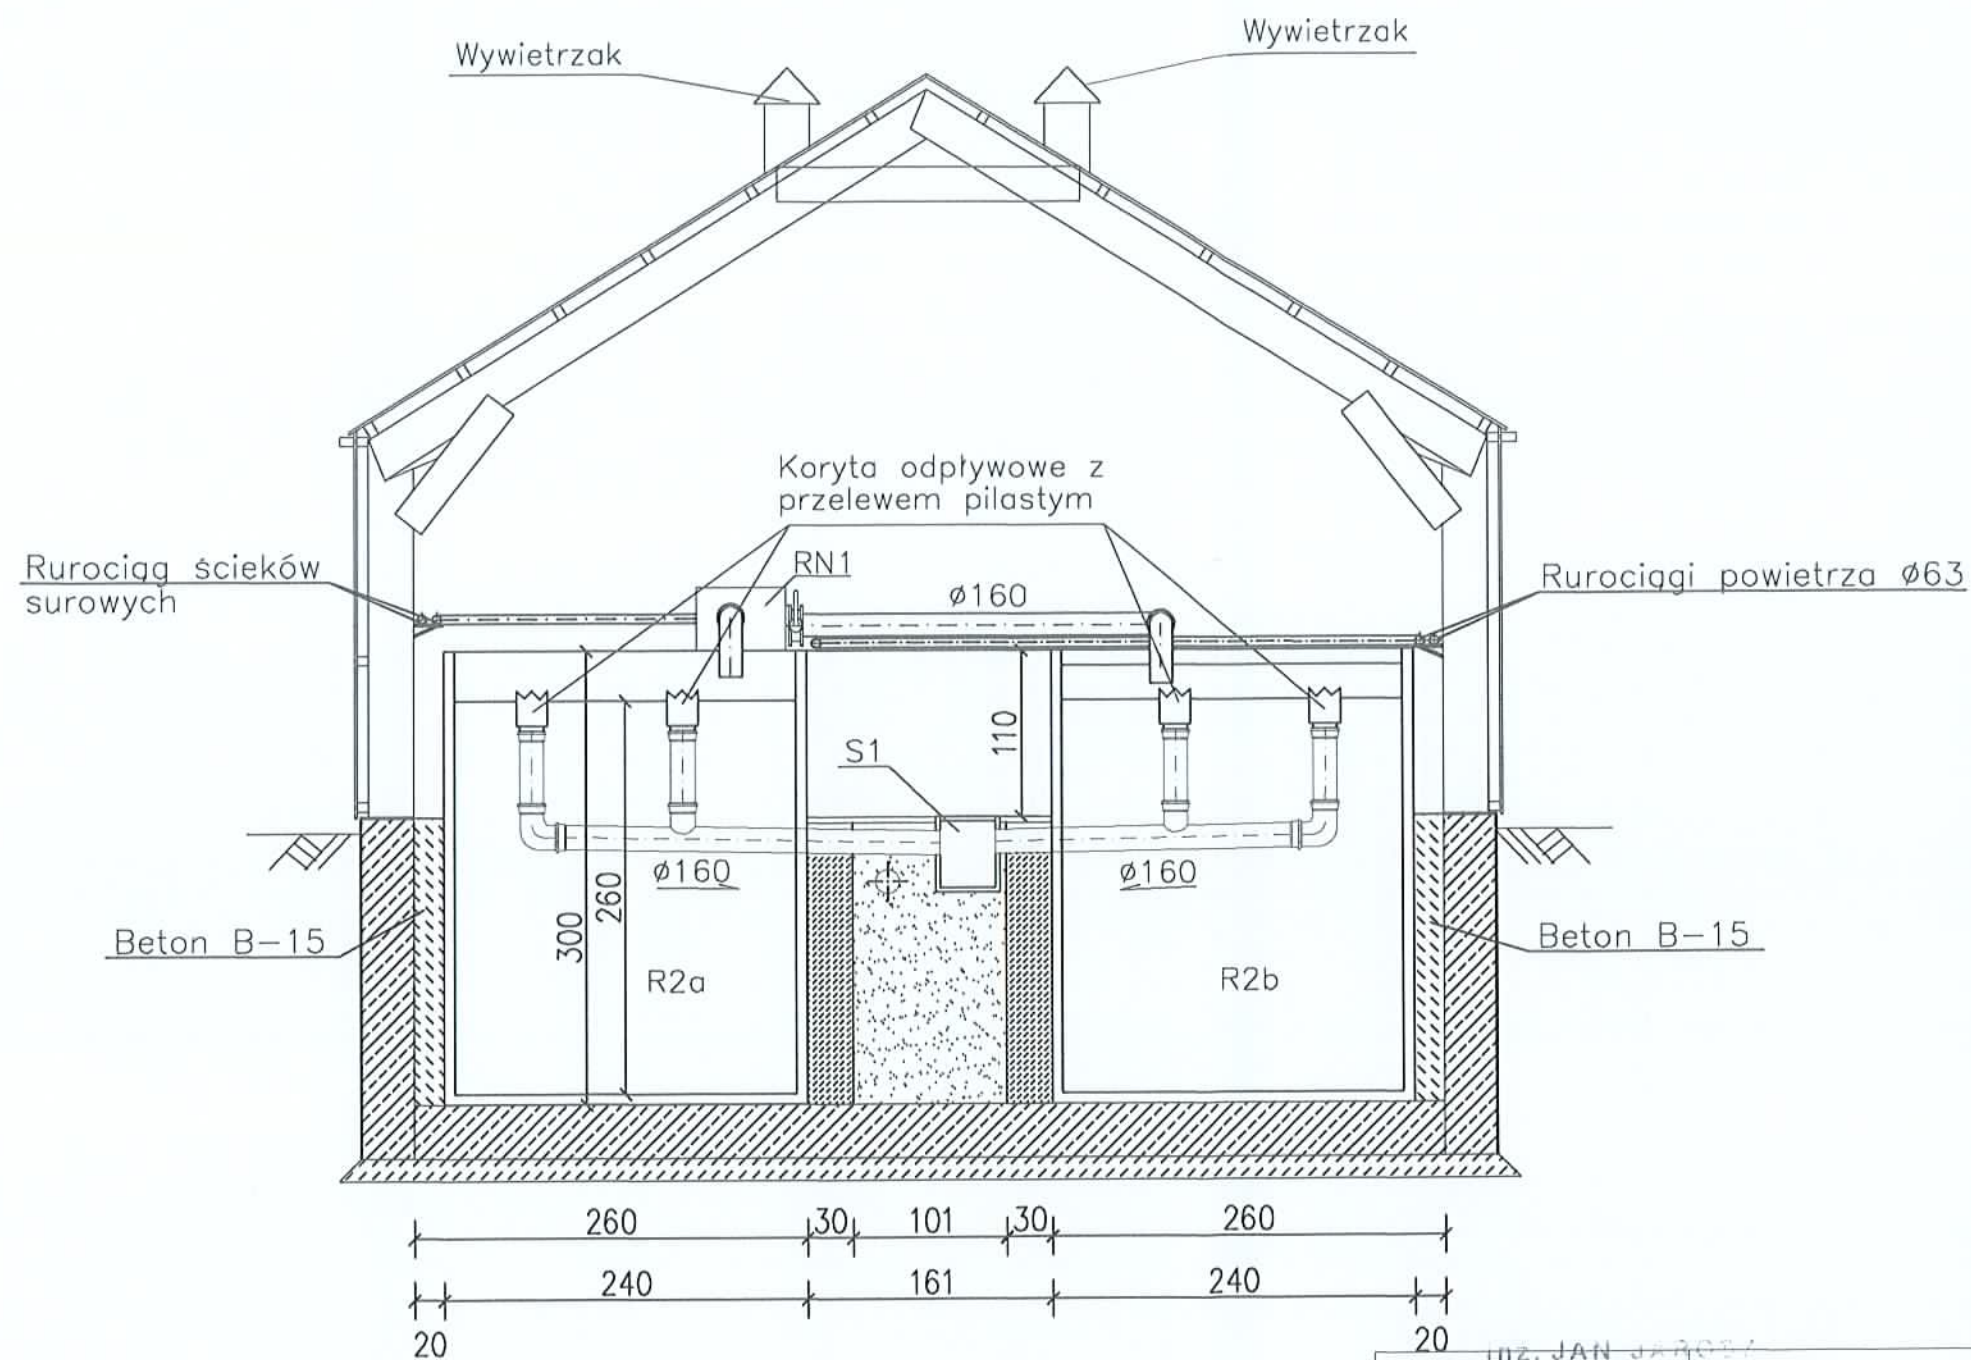 Wywietrzak
Wywietrzak
Koryta odpływowe z
przelewem pilastym
Rurociąg ścieków
surowych
RN1
ø160
Rurociągi powietrza ø63
110
S1
ø160
ø160
260
300
Beton B-15
Beton B-15
R2a
R2b
260
30
101
30
260
240
161
240
20
20
inż. JAN JAROSZ